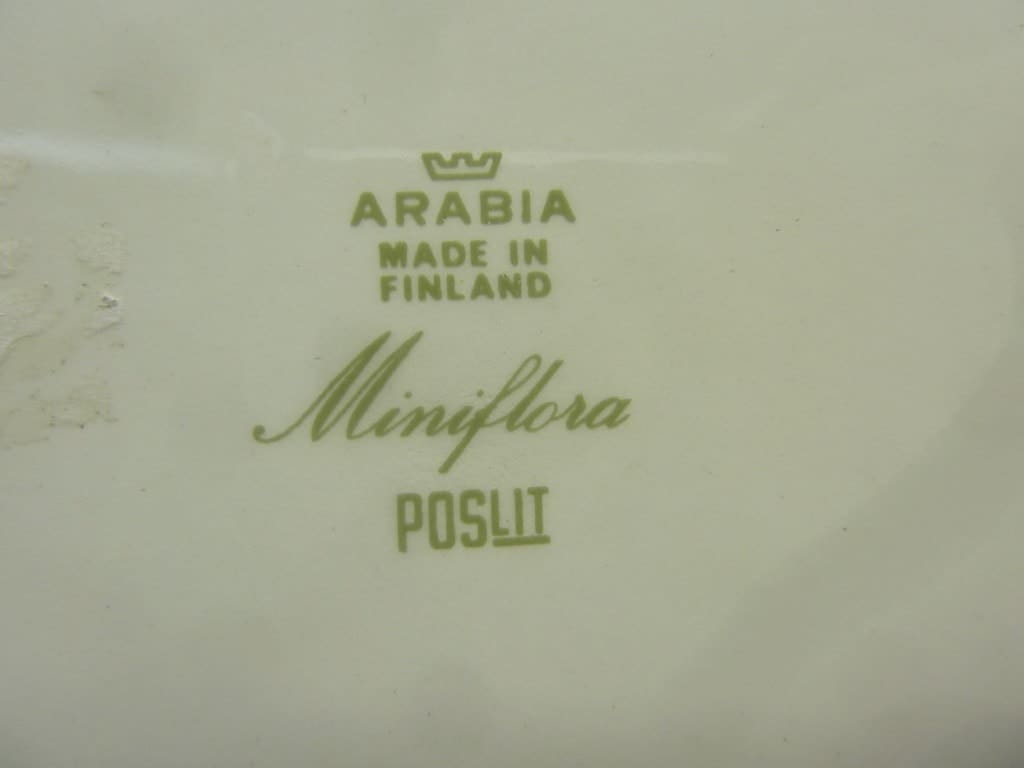 ARABIA
MADE IN
FINLAND
Miniflora
POSLIT